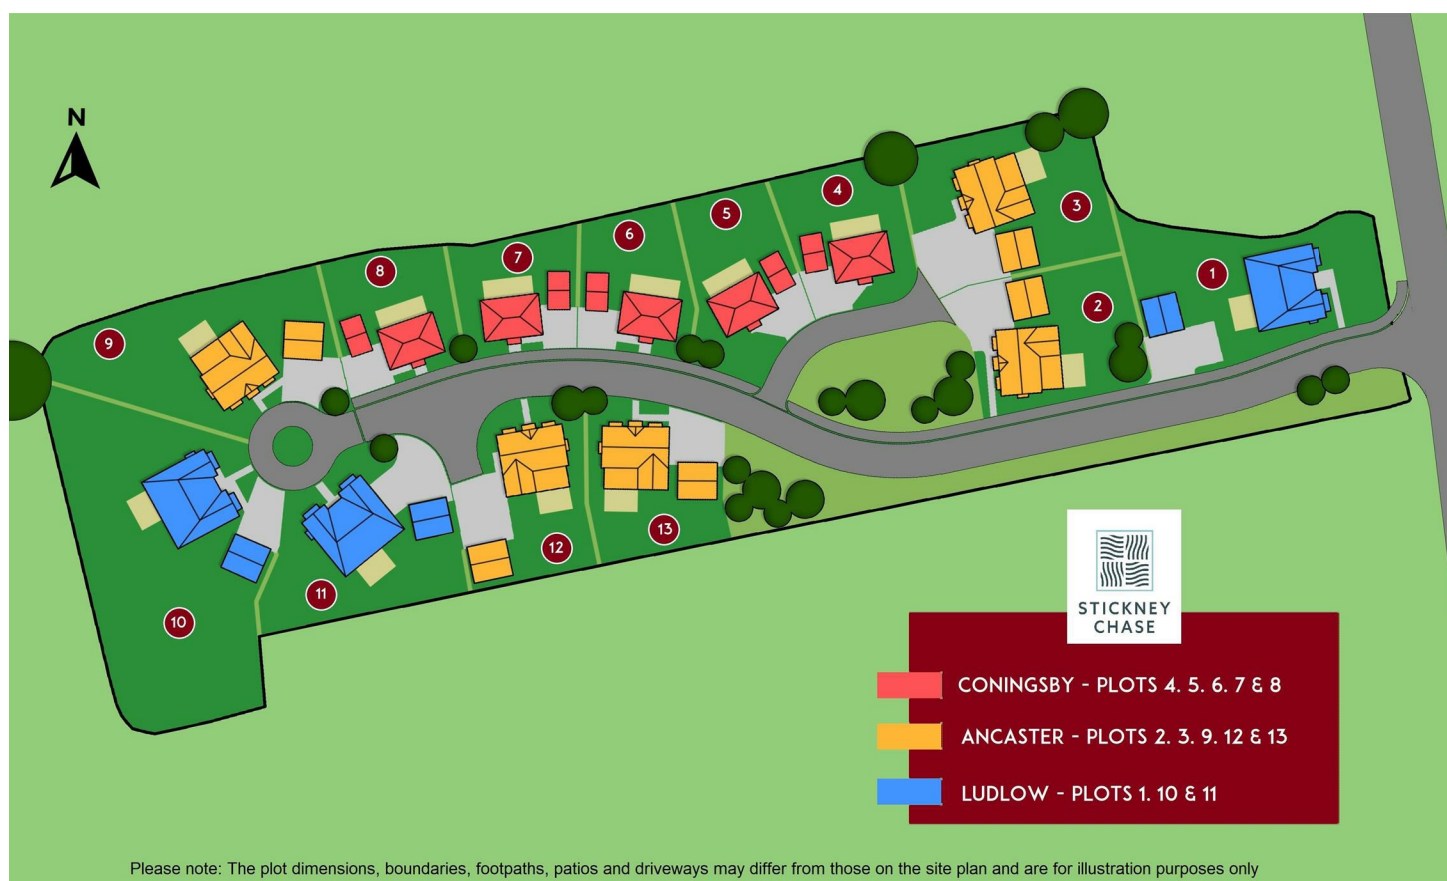 N
4
5
3
6
7
8
1
2
9
13
12
11
10
STICKNEY
CHASE
CONINGSBY - PLOTS 4. 5. 6. 7 & 8
ANCASTER - PLOTS 2. 3. 9. 12 & 13
LUDLOW - PLOTS 1. 10 & 11
Please note: The plot dimensions, boundaries, footpaths, patios and driveways may differ from those on the site plan and are for illustration purposes only